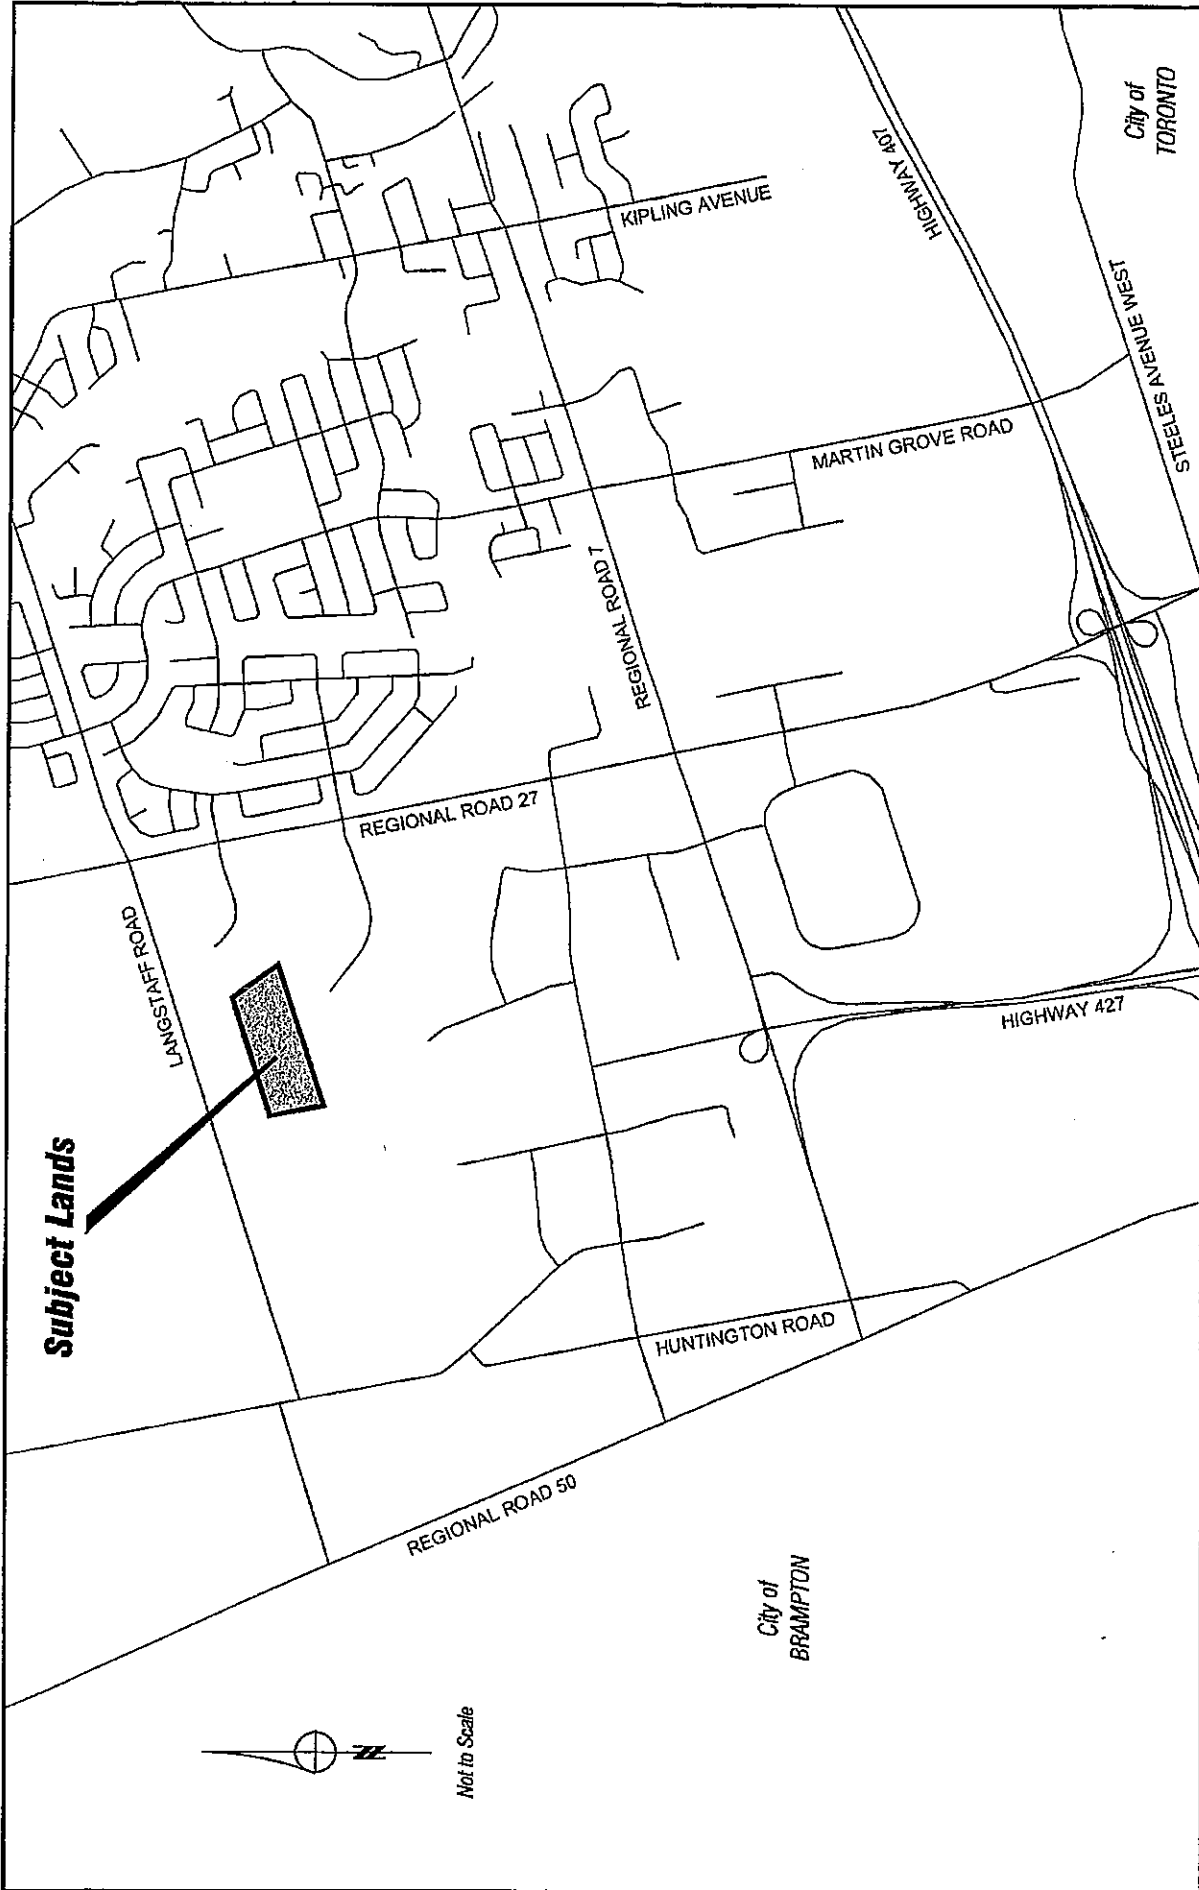 Subject Lands
LANGSTAFF ROAD
REGIONAL ROAD 27
REGIONAL ROAD 7
KIPLING AVENUE
MARTIN GROVE ROAD
HIGHWAY 407
STEELES AVENUE WEST
City of
TORONTO
HIGHWAY 427
HUNTINGTON ROAD
REGIONAL ROAD 50
City of
BRAMPTON
N
Not to Scale